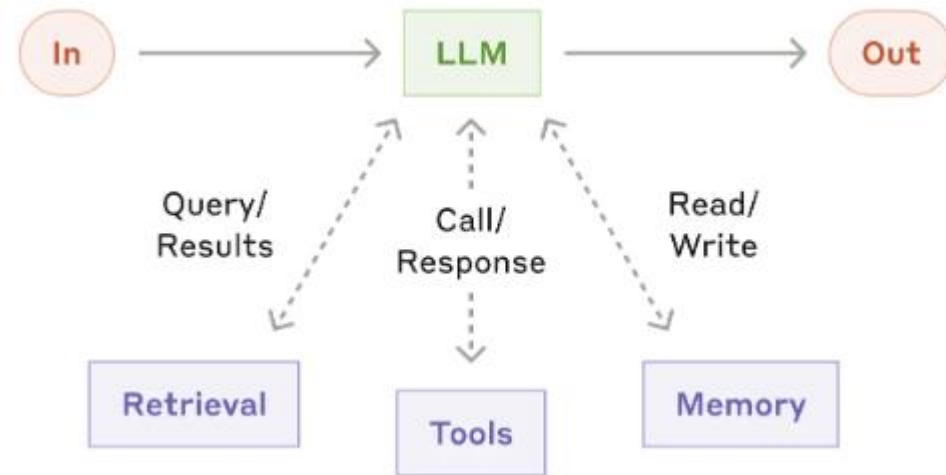 In
LLM
Out
Query/
Results
Call/
Response
Read/
Write
Retrieval
Tools
Memory